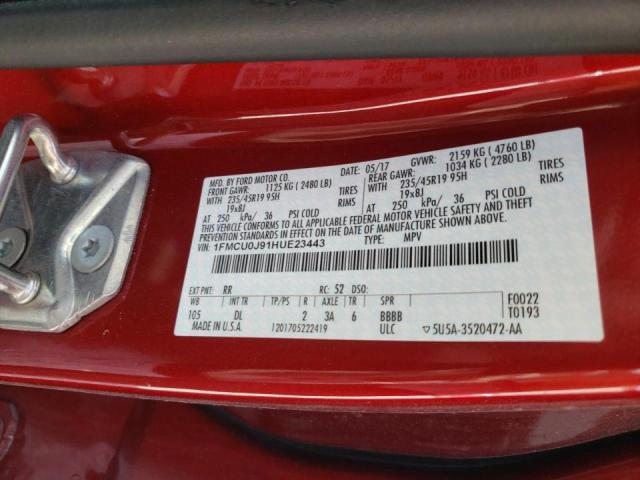 MFD. BY FORD MOTOR CO. 05/17 GVWR: 2159 KG ( 4760 LB)
FRONT GAWR: 1125 KG ( 2480 LB) REAR GAWR: 1034 KG ( 2280 LB)
WITH TIRES WITH TIRES
235/45R19 95H RIMS 235/45R19 95H RIMS
19x8J 19x8J
AT 250 kPa/ 36 PSI COLD AT 250 kPa/ 36 PSI COLD
THIS VEHICLE CONFORMS TO ALL APPLICABLE FEDERAL MOTOR VEHICLE SAFETY AND THEFT
PREVENTION STANDARDS IN EFFECT ON THE DATE OF MANUFACTURE SHOWN ABOVE.
VIN: 1FMCU0J91HUE23443 TYPE: MPV
EXT PNT: RR RC: 52 DSO:
WB INT TR TP/PS R AXLE TR SPR F0022
105 DL 2 3A 6 BBBB T0193
MADE IN U.S.A. 1201705222419 ULC 5U5A-3520472-AA